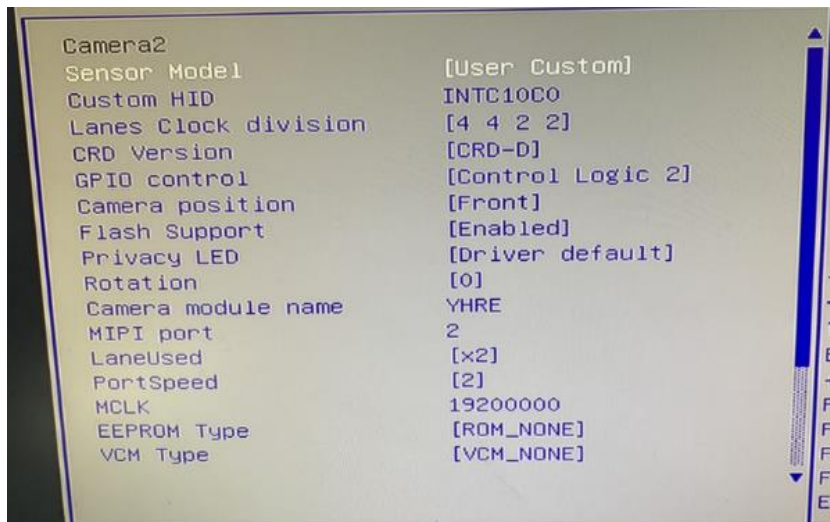 Camera2
Sensor Model [User Custom]
Custom HID INTC10C0
Lanes Clock division [4 4 2 2]
CRD Version [CRD-D]
GPIO control [Control Logic 2]
Camera position [Front]
Flash Support [Enabled]
Privacy LED [Driver default]
Rotation [0]
Camera module name YHRE
MIPI port 2
LaneUsed [x2]
PortSpeed [2]
MCLK 19200000
EEPROM Type [ROM_NONE]
VCM Type [VCM_NONE]